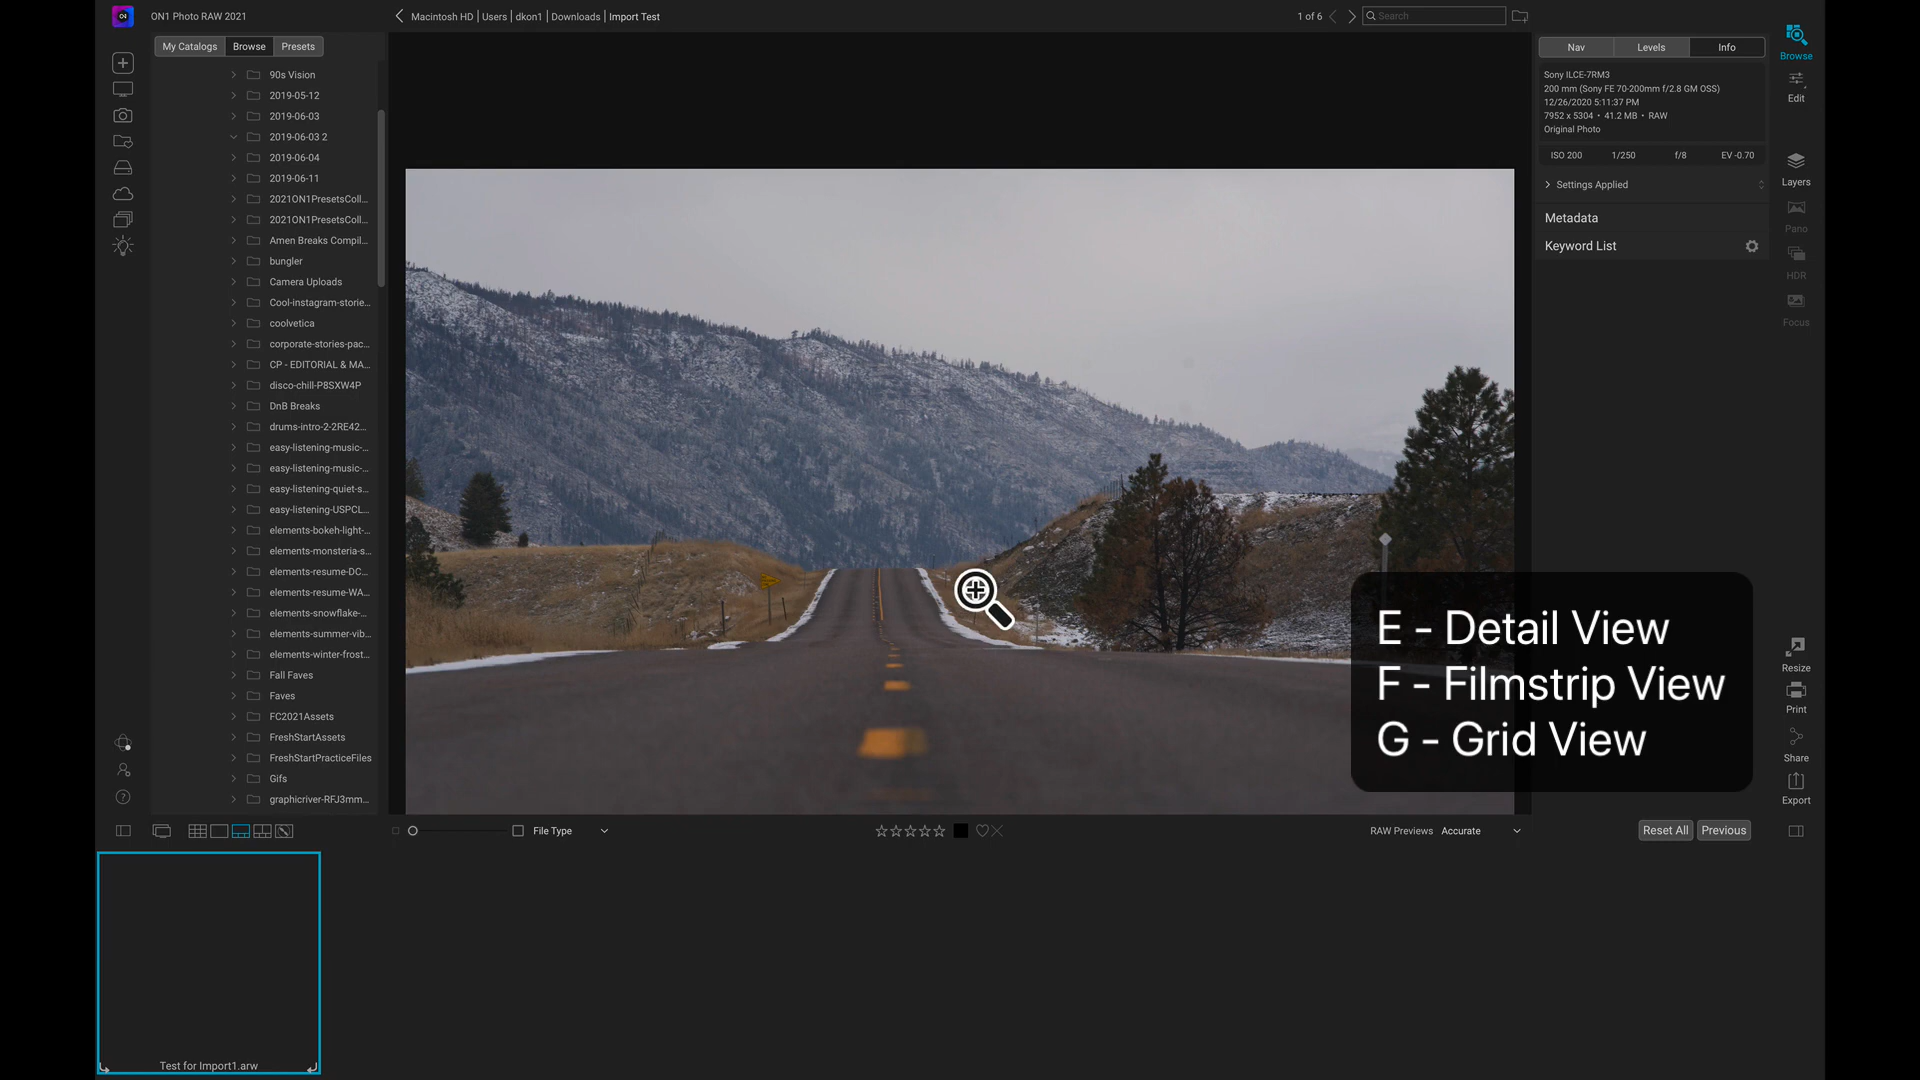 ON1 Photo RAW 2021
Macintosh HD | Users | dkon1 | Downloads | Import Test
1 of 6
Search
My Catalogs
Browse
Presets
90s Vision
2019-05-12
2019-06-03
2019-06-03 2
2019-06-04
2019-06-11
2021ON1PresetsColl...
2021ON1PresetsColl...
Amen Breaks Compil...
bungler
Camera Uploads
Cool-instagram-storie...
coolvetica
corporate-stories-pac...
CP - EDITORIAL & MA...
disco-chill-P8SXW4P
DnB Breaks
drums-intro-2-2RE42...
easy-listening-music-...
easy-listening-music-...
easy-listening-quiet-s...
easy-listening-USPCL...
elements-bokeh-light-...
elements-monsteria-s...
elements-resume-DC...
elements-resume-WA...
elements-snowflake-...
elements-summer-vib...
elements-winter-frost...
Fall Faves
Faves
FC2021Assets
FreshStartAssets
FreshStartPracticeFiles
Gifs
graphicriver-RFJ3mm...
Nav
Levels
Info
Sony ILCE-7RM3
200 mm (Sony FE 70-200mm f/2.8 GM OSS)
12/26/2020 5:11:37 PM
7952 x 5304 • 41.2 MB • RAW
Original Photo
ISO 200 1/250 f/8 EV -0.70
Settings Applied
Metadata
Keyword List
Browse
Edit
Layers
Pano
HDR
Focus
Resize
Print
Share
Export
E - Detail View
F - Filmstrip View
G - Grid View
File Type
RAW Previews Accurate
Reset All
Previous
Test for Import1.arw